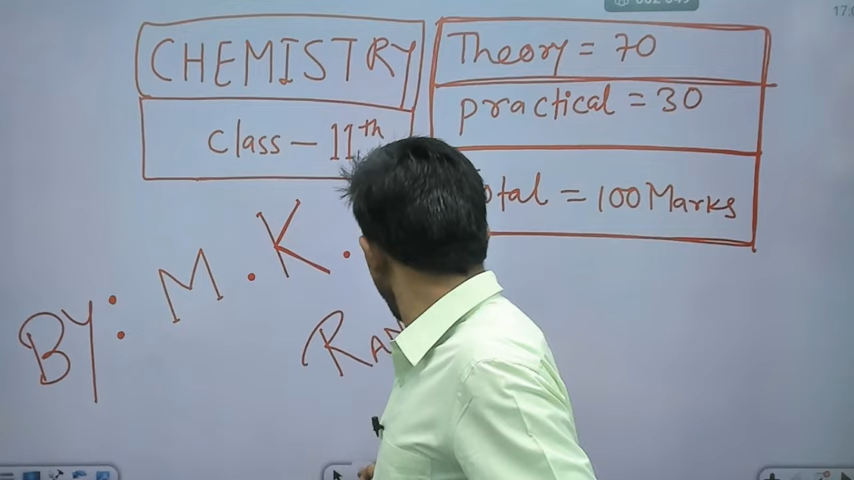 CHEMISTRY
Class - 11th
Theory = 70
practical = 30
= 100 Marks
BY: M.K.